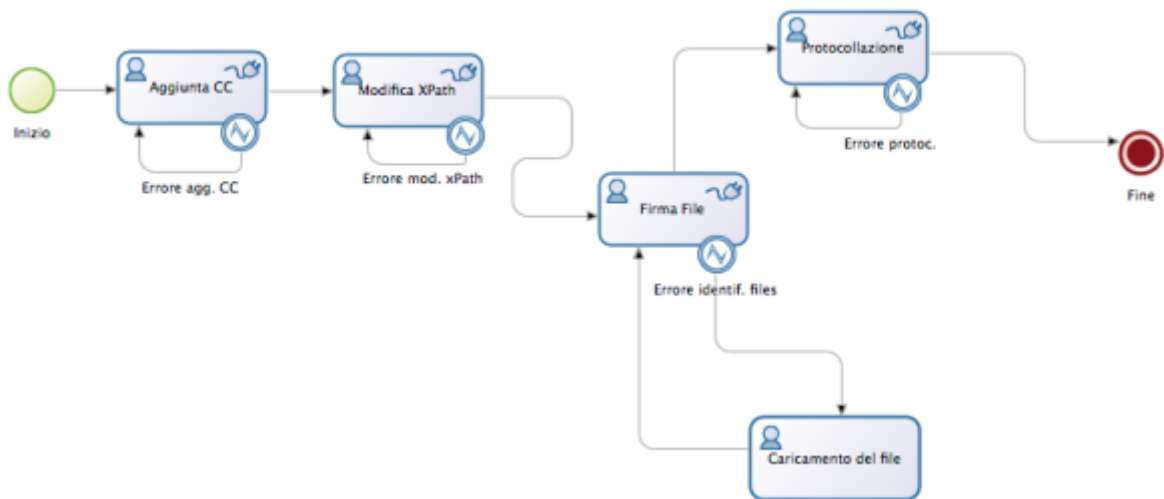 Inizio
Aggiunta CC
Errore agg. CC
Modifica XPath
Errore mod. xPath
Firma File
Errore identif. files
Caricamento del file
Protocollazione
Errore protoc.
Fine